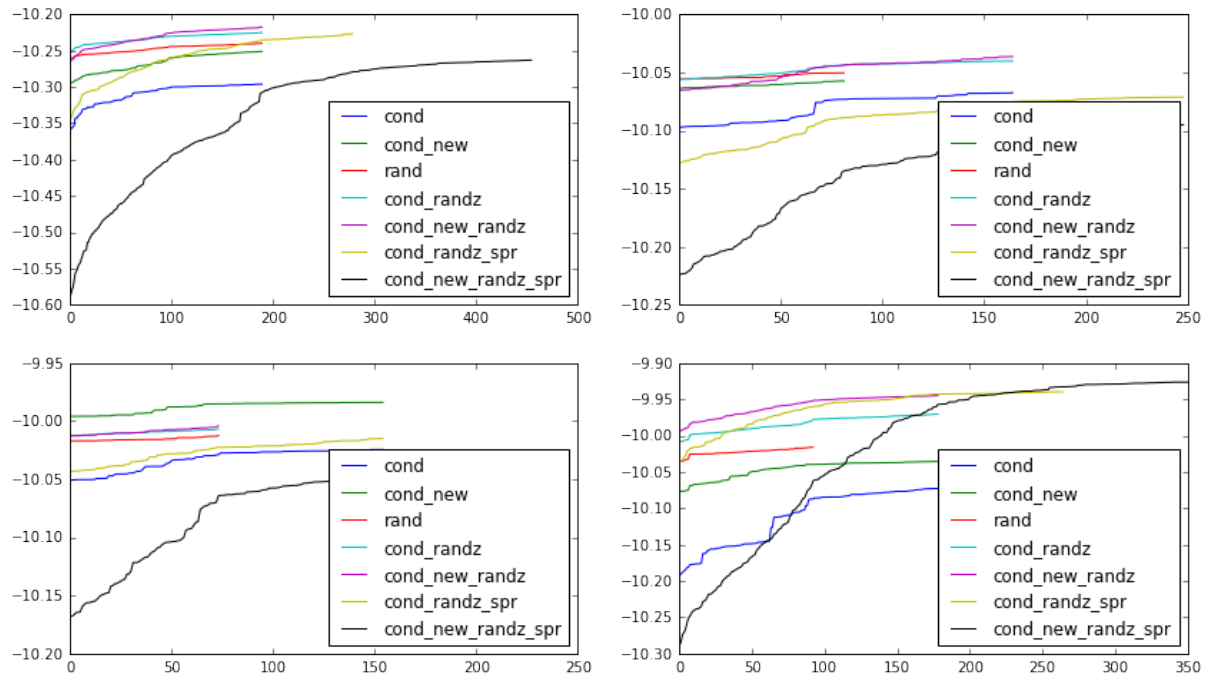 −10.20
−10.25
−10.30
−10.35
−10.40
−10.45
−10.50
−10.55
−10.60
0 100 200 300 400 500
cond
cond_new
rand
cond_randz
cond_new_randz
cond_randz_spr
cond_new_randz_spr
−10.00
−10.05
−10.10
−10.15
−10.20
−10.25
0 50 100 150 200 250
cond
cond_new
rand
cond_randz
cond_new_randz
cond_randz_spr
cond_new_randz_spr
−9.95
−10.00
−10.05
−10.10
−10.15
−10.20
0 50 100 150 200 250
cond
cond_new
rand
cond_randz
cond_new_randz
cond_randz_spr
cond_new_randz_spr
−9.90
−9.95
−10.00
−10.05
−10.10
−10.15
−10.20
−10.25
−10.30
0 50 100 150 200 250 300 350
cond
cond_new
rand
cond_randz
cond_new_randz
cond_randz_spr
cond_new_randz_spr